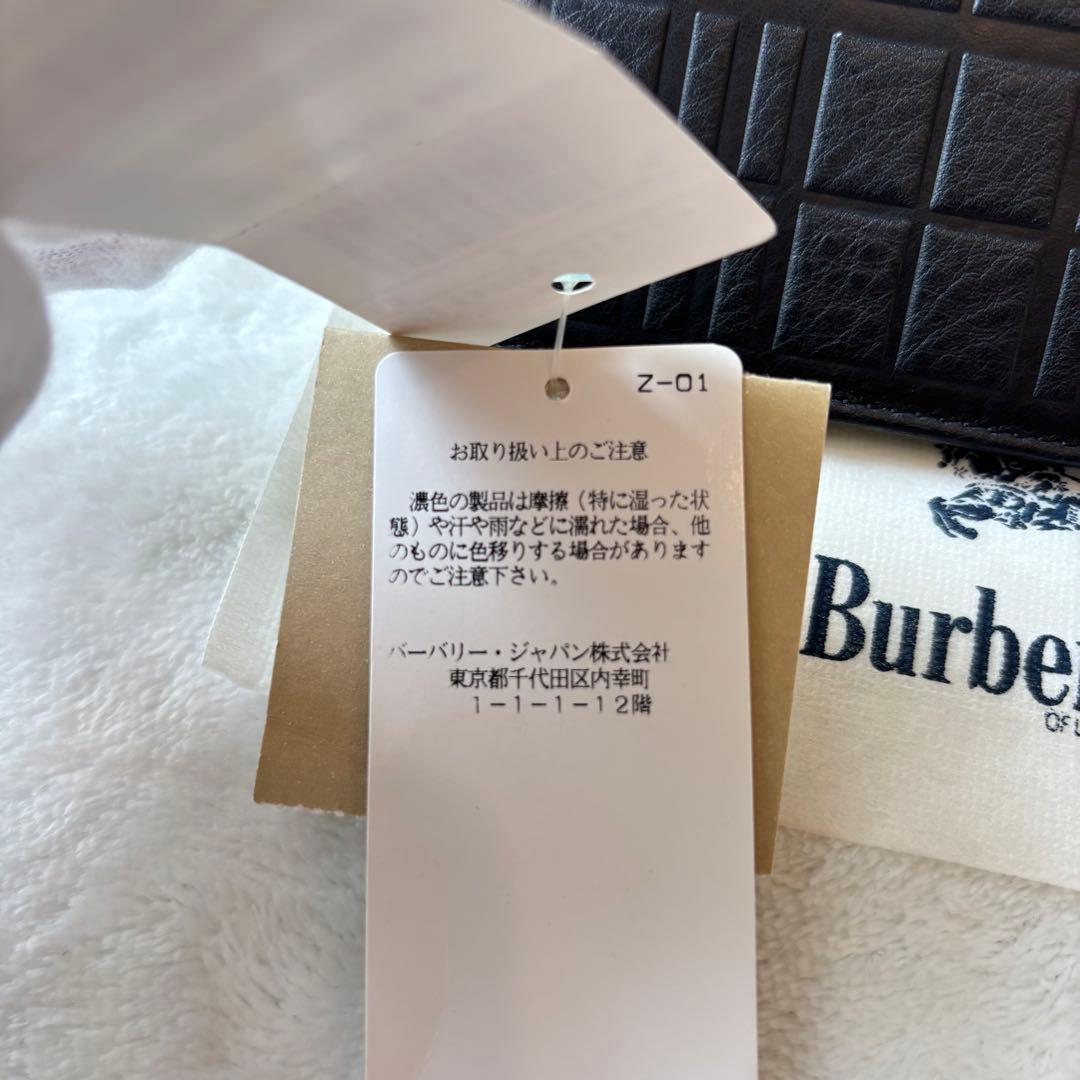 Z-01
お取り扱い上のご注意
濃色の製品は摩擦（特に湿った状
態）や汗や雨などに濡れた場合、他
のものに色移りする場合があります
のでご注意下さい。
バーバリー・ジャパン株式会社
東京都千代田区内幸町
１－１－１－１２階
Burber
OF L